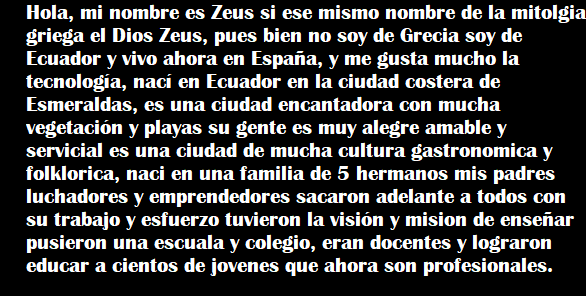 Hola, mi nombre es Zeus si ese mismo nombre de la mitolgia
griega el Dios Zeus, pues bien no soy de Grecia soy de
Ecuador y vivo ahora en España, y me gusta mucho la
tecnología, nací en Ecuador en la ciudad costera de
Esmeraldas, es una ciudad encantadora con mucha
vegetación y playas su gente es muy alegre amable y
servicial es una ciudad de mucha cultura gastronomica y
folklorica, naci en una familia de 5 hermanos mis padres
luchadores y emprendedores sacaron adelante a todos con
su trabajo y esfuerzo tuvieron la visión y mision de enseñar
pusieron una escuala y colegio, eran docentes y lograron
educar a cientos de jovenes que ahora son profesionales.